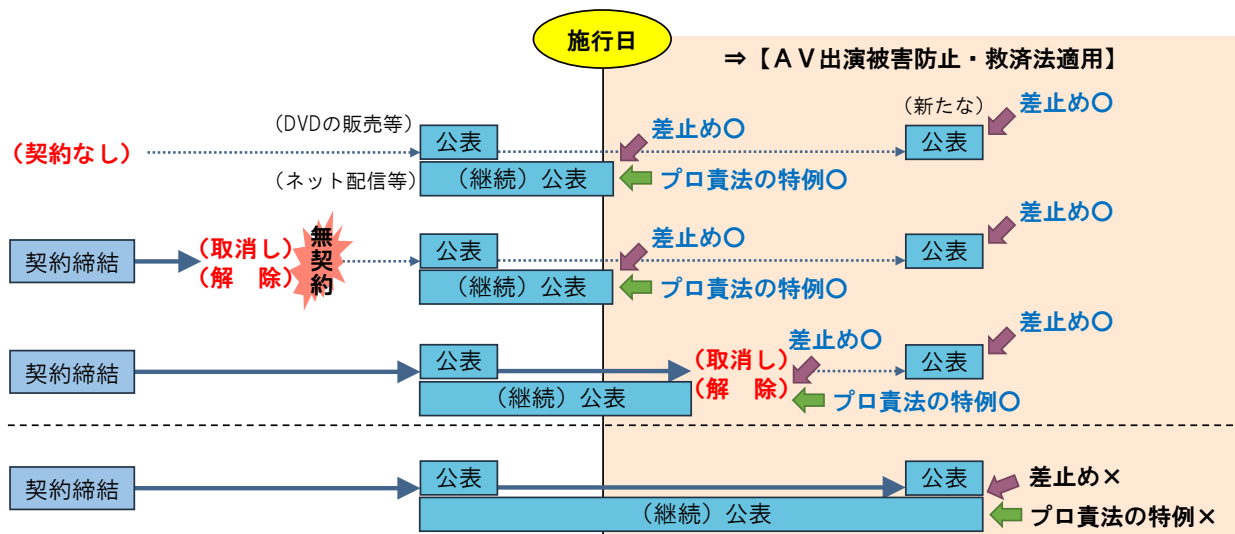 施行日
⇒【ＡＶ出演被害防止・救済法適用】
(DVDの販売等)
公表
差止め〇
(新たな)
公表
差止め〇
(契約なし)
(ネット配信等)
(継続)公表
プロ責法の特例〇
契約締結
(取消し)
(解　除)
無契約
公表
差止め〇
公表
差止め〇
(継続)公表
プロ責法の特例〇
契約締結
公表
(取消し)
(解　除)
差止め〇
公表
差止め〇
(継続)公表
プロ責法の特例〇
契約締結
公表
公表
差止め×
(継続)公表
プロ責法の特例×